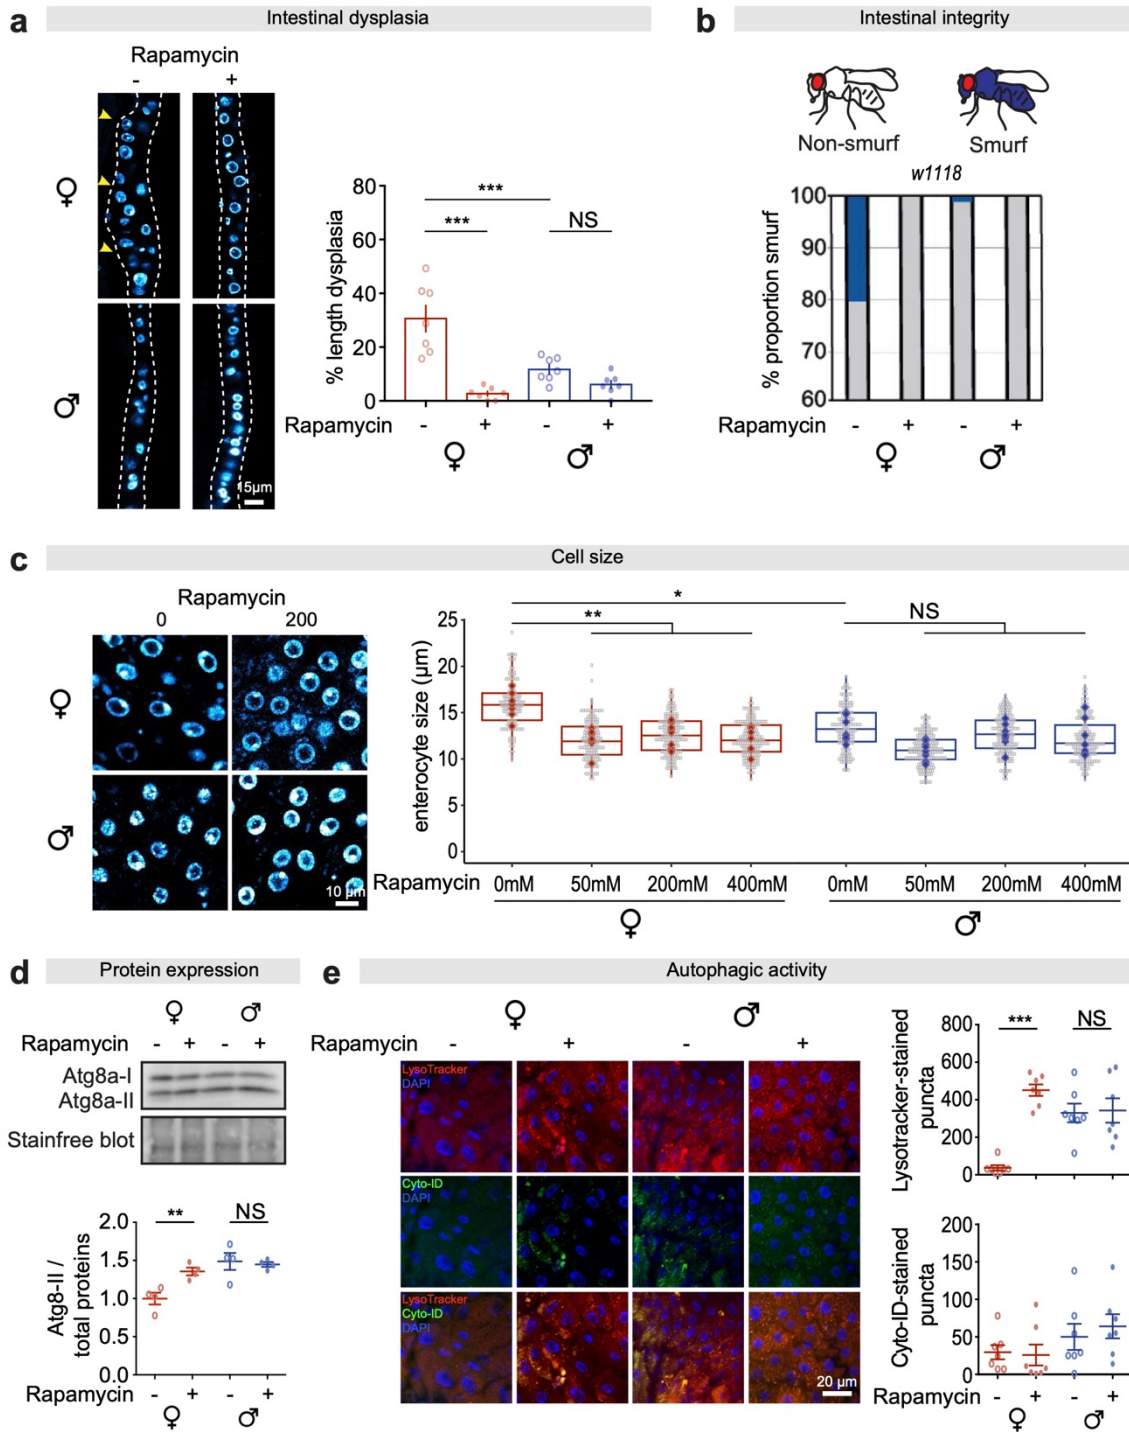 a Intestinal dysplasia
Rapamycin
- +
♀
♂
15µm
% length dysplasia
80
60
40
20
0
***
***
NS
Rapamycin - + - +
♀ ♂
b Intestinal integrity
Non-smurf Smurf
w1118
% proportion smurf
100
90
80
70
60
Rapamycin - + - +
♀ ♂
c Cell size
Rapamycin
0 200
♀
♂
10 µm
enterocyte size (µm)
25
20
15
10
5
0
*
** NS
Rapamycin 0mM 50mM 200mM 400mM 0mM 50mM 200mM 400mM
♀ ♂
d Protein expression
♀ ♂
Rapamycin - + - +
Atg8a-I
Atg8a-II
Stainfree blot
Atg8-II /
total proteins
2.0
1.5
1.0
0.5
0.0
** NS
Rapamycin - + - +
♀ ♂
e Autophagic activity
♀ ♂
Rapamycin - + - +
LysoTracker
DAPI
Cyto-ID
DAPI
LysoTracker
Cyto-ID
DAPI
20 µm
Lysotracker-stained
puncta
800
600
400
200
0
*** NS
Cyto-ID-stained
puncta
200
150
100
50
0
Rapamycin - + - +
♀ ♂